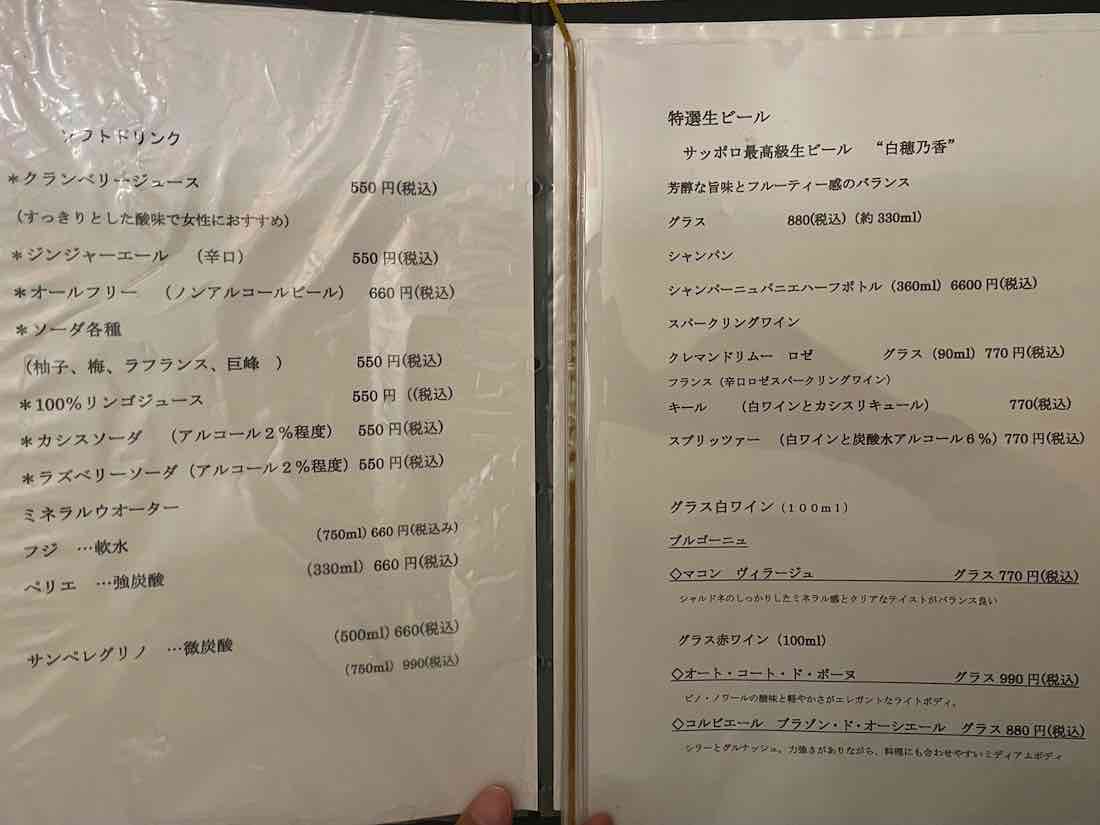 ソフトドリンク
＊クランベリージュース 550円(税込)
(すっきりとした酸味で女性におすすめ)
＊ジンジャーエール （辛口） 550円(税込)
＊オールフリー （ノンアルコールビール） 660円(税込)
＊ソーダ各種
（柚子、梅、ラフランス、巨峰 ） 550円(税込)
＊100%リンゴジュース 550円（(税込)
＊カシスソーダ （アルコール２％程度） 550円(税込)
＊ラズベリーソーダ（アルコール２％程度）550円(税込)
ミネラルウオーター
フジ …軟水 (750ml) 660円(税込み)
ペリエ …強炭酸 (330ml) 660円(税込)
サンペレグリノ …微炭酸 (500ml) 660(税込)
(750ml) 990(税込)
特選生ビール
サッポロ最高級生ビール “白穂乃香”
芳醇な旨味とフルーティー感のバランス
グラス 880(税込)（約330ml）
シャンパン
シャンパーニュパニエハーフボトル（360ml）6600円(税込)
スパークリングワイン
クレマンドリムー ロゼ グラス（90ml）770円(税込)
フランス（辛口ロゼスパークリングワイン）
キール （白ワインとカシスリキュール） 770(税込)
スプリッツァー （白ワインと炭酸水アルコール６％）770円(税込)
グラス白ワイン（１００ｍｌ）
ブルゴーニュ
◇マコン ヴィラージュ グラス770円(税込)
シャルドネのしっかりしたミネラル感とクリアなテイストがバランス良い
グラス赤ワイン（100ml）
◇オート・コート・ド・ボーヌ グラス990円(税込)
ピノ・ノワールの酸味と軽やかさがエレガントなライトボディ。
◇コルビエール ブラゾン・ド・オーシエール グラス880円(税込)
シラーとグルナッシュ。力強さがありながら、料理にも合わせやすいミディアムボディ